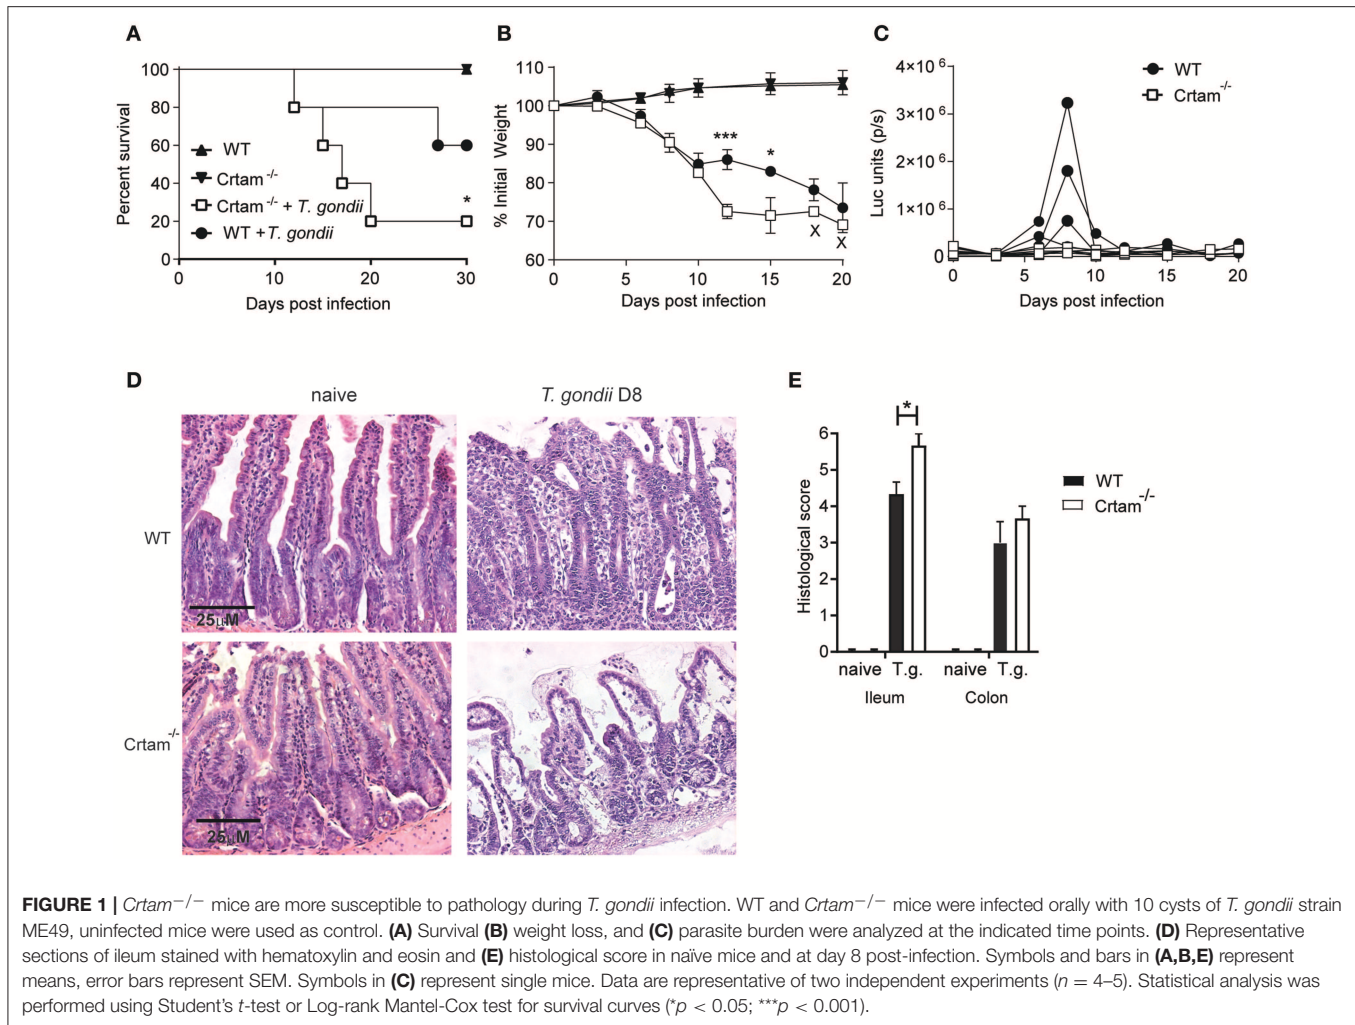 A
Percent survival
100
80
60
40
20
0
WT
Crtam-/-
Crtam-/- + T. gondii
WT + T. gondii
*
0 10 20 30
Days post infection
B
% Initial Weight
110
100
90
80
70
60
***
*
X X
0 5 10 15 20
Days post infection
C
Luc units (p/s)
4×10 6
3×10 6
2×10 6
1×10 6
0
WT
Crtam-/-
0 5 10 15 20
Days post infection
D
naive
T. gondii D8
WT
25µM
Crtam-/-
25µM
E
*
Histological score
6
5
4
3
2
1
0
WT
Crtam-/-
naive T.g. naive T.g.
Ileum Colon
FIGURE 1 | Crtam−/− mice are more susceptible to pathology during T. gondii infection. WT and Crtam−/− mice were infected orally with 10 cysts of T. gondii strain
ME49, uninfected mice were used as control. (A) Survival (B) weight loss, and (C) parasite burden were analyzed at the indicated time points. (D) Representative
sections of ileum stained with hematoxylin and eosin and (E) histological score in naïve mice and at day 8 post-infection. Symbols and bars in (A,B,E) represent
means, error bars represent SEM. Symbols in (C) represent single mice. Data are representative of two independent experiments (n = 4–5). Statistical analysis was
performed using Student's t-test or Log-rank Mantel-Cox test for survival curves (*p < 0.05; ***p < 0.001).